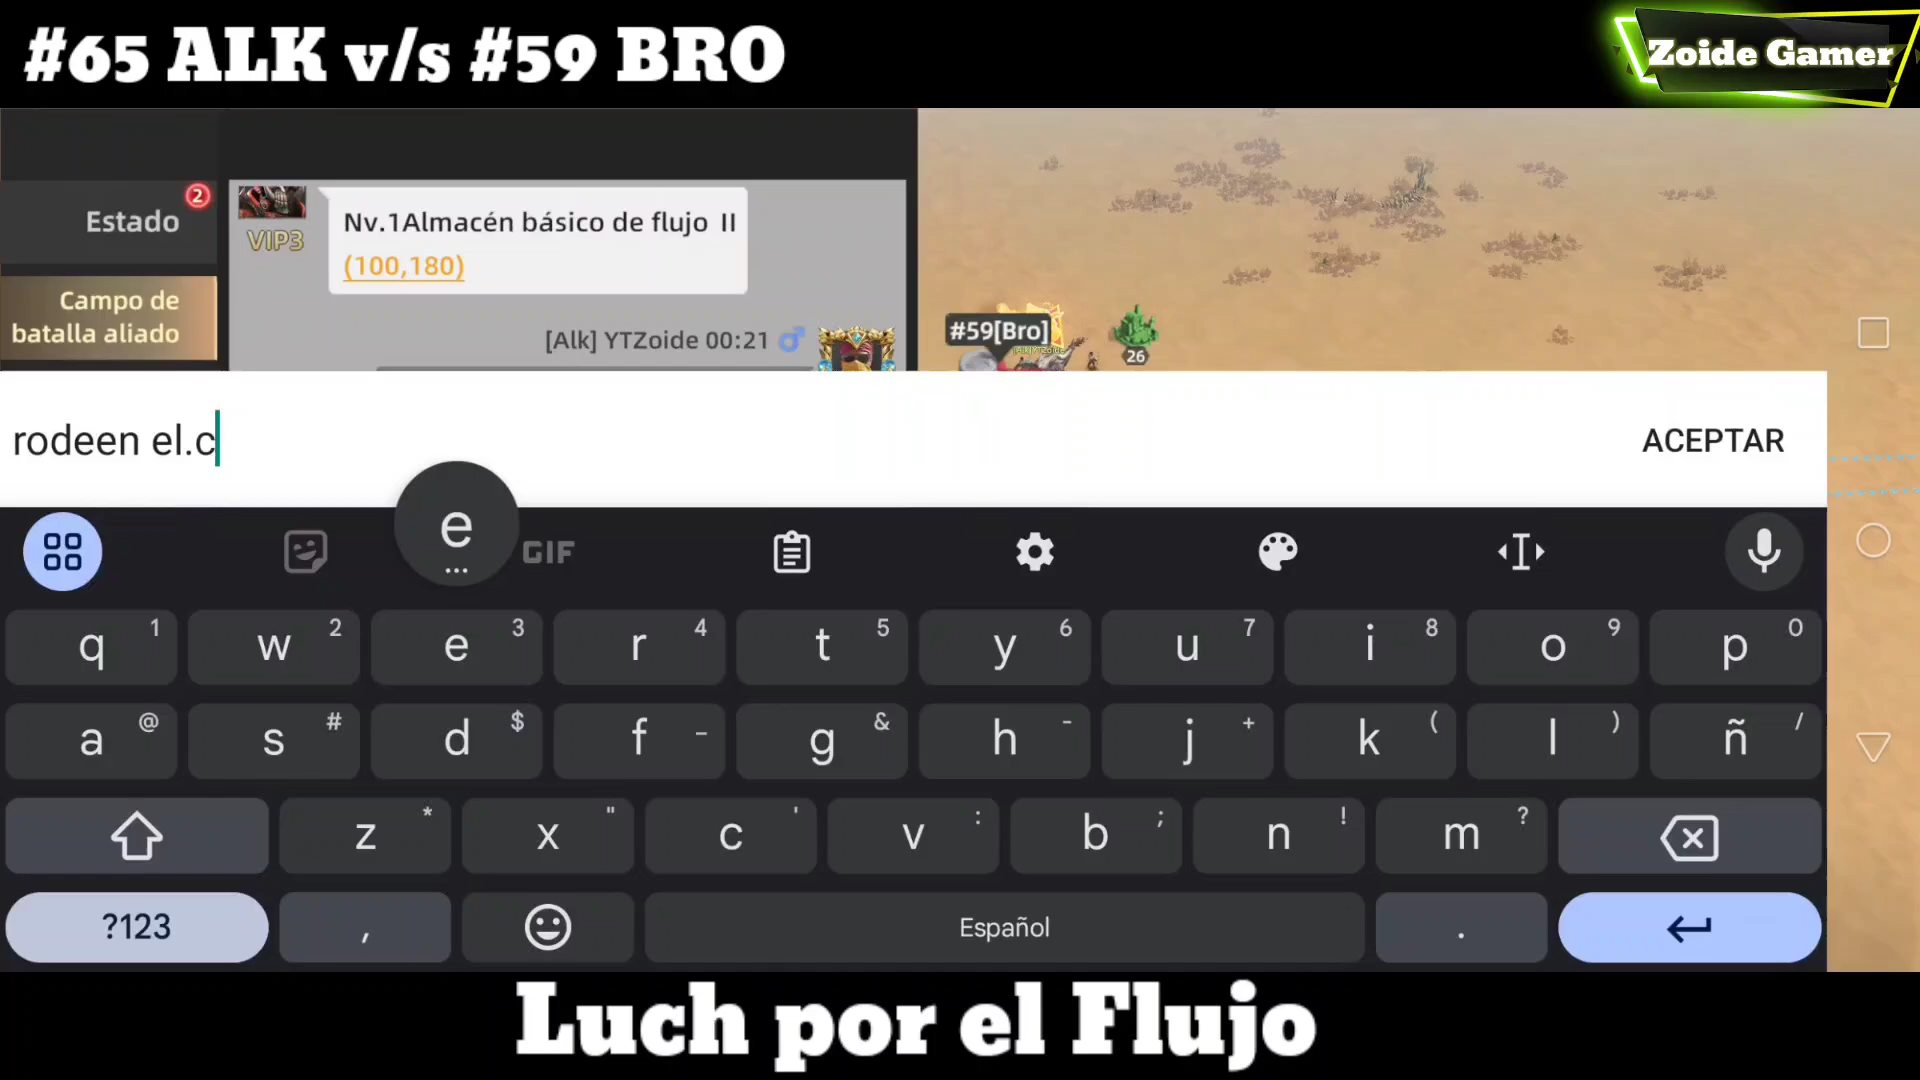 #65 ALK v/s #59 BRO
Zoide Gamer
Estado
2
VIP3
Nv.1Almacén básico de flujo II
(100,180)
Campo de
batalla aliado
[Alk] YTZoide 00:21
#59[Bro]
26
rodeen el.c
ACEPTAR
e
...
GIF
q 1 w 2 e 3 r 4 t 5 y 6 u 7 i 8 o 9 p 0
a @ s # d $ f - g & h - j + k ( l ) ñ /
z * x " c ' v : b ; n ! m ?
?123 , Español .
Luch por el Flujo